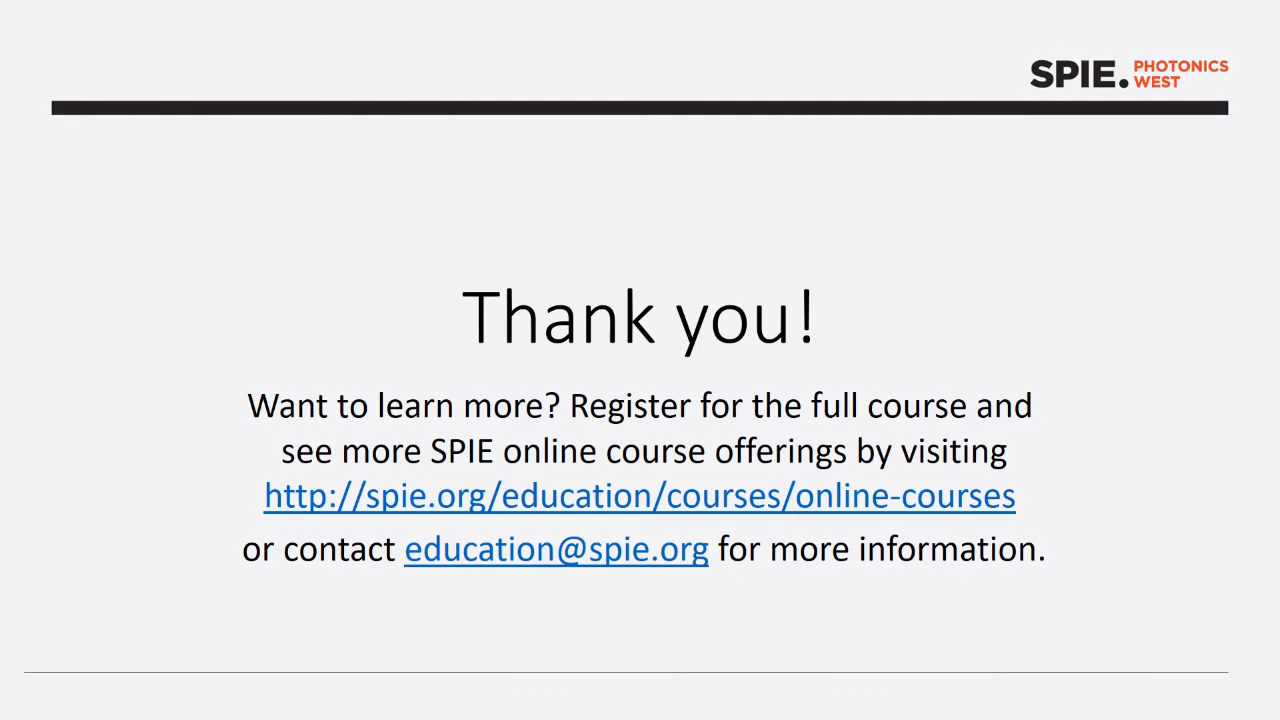 SPIE. PHOTONICS
WEST
Thank you!
Want to learn more? Register for the full course and
see more SPIE online course offerings by visiting
http://spie.org/education/courses/online-courses
or contact education@spie.org for more information.